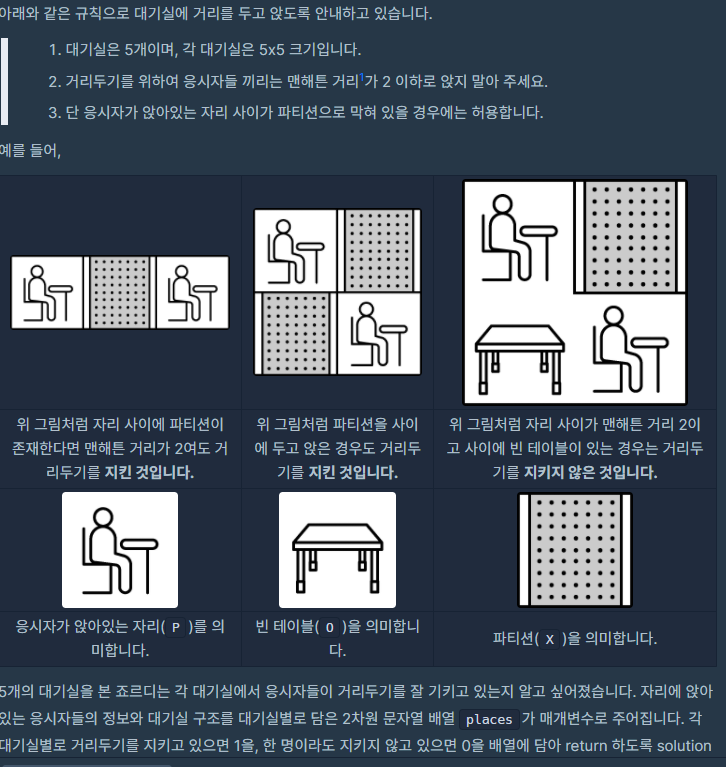 아래와 같은 규칙으로 대기실에 거리를 두고 앉도록 안내하고 있습니다.
1. 대기실은 5개이며, 각 대기실은 5x5 크기입니다.
2. 거리두기를 위하여 응시자들 끼리는 맨해튼 거리1가 2 이하로 앉지 말아 주세요.
3. 단 응시자가 앉아있는 자리 사이가 파티션으로 막혀 있을 경우에는 허용합니다.
예를 들어,
위 그림처럼 자리 사이에 파티션이
존재한다면 맨해튼 거리가 2여도 거
리두기를 지킨 것입니다.
위 그림처럼 파티션을 사이
에 두고 앉은 경우도 거리두
기를 지킨 것입니다.
위 그림처럼 자리 사이가 맨해튼 거리 2이
고 사이에 빈 테이블이 있는 경우는 거리두
기를 지키지 않은 것입니다.
응시자가 앉아있는 자리( P )를 의
미합니다.
빈 테이블( O )을 의미합니
다.
파티션( X )을 의미합니다.
5개의 대기실을 본 죠르디는 각 대기실에서 응시자들이 거리두기를 잘 기키고 있는지 알고 싶어졌습니다. 자리에 앉아
있는 응시자들의 정보와 대기실 구조를 대기실별로 담은 2차원 문자열 배열 places 가 매개변수로 주어집니다. 각
대기실별로 거리두기를 지키고 있으면 1을, 한 명이라도 지키지 않고 있으면 0을 배열에 담아 return 하도록 solution